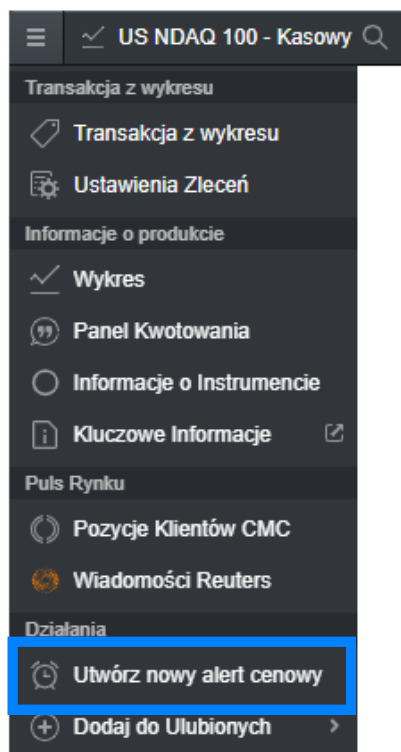 US NDAQ 100 - Kasowy
Transakcja z wykresu
Transakcja z wykresu
Ustawienia Zleceń
Informacje o produkcie
Wykres
Panel Kwotowania
Informacje o Instrumencie
Kluczowe Informacje
Puls Rynku
Pozycje Klientów CMC
Wiadomości Reuters
Działania
Utwórz nowy alert cenowy
Dodaj do Ulubionych